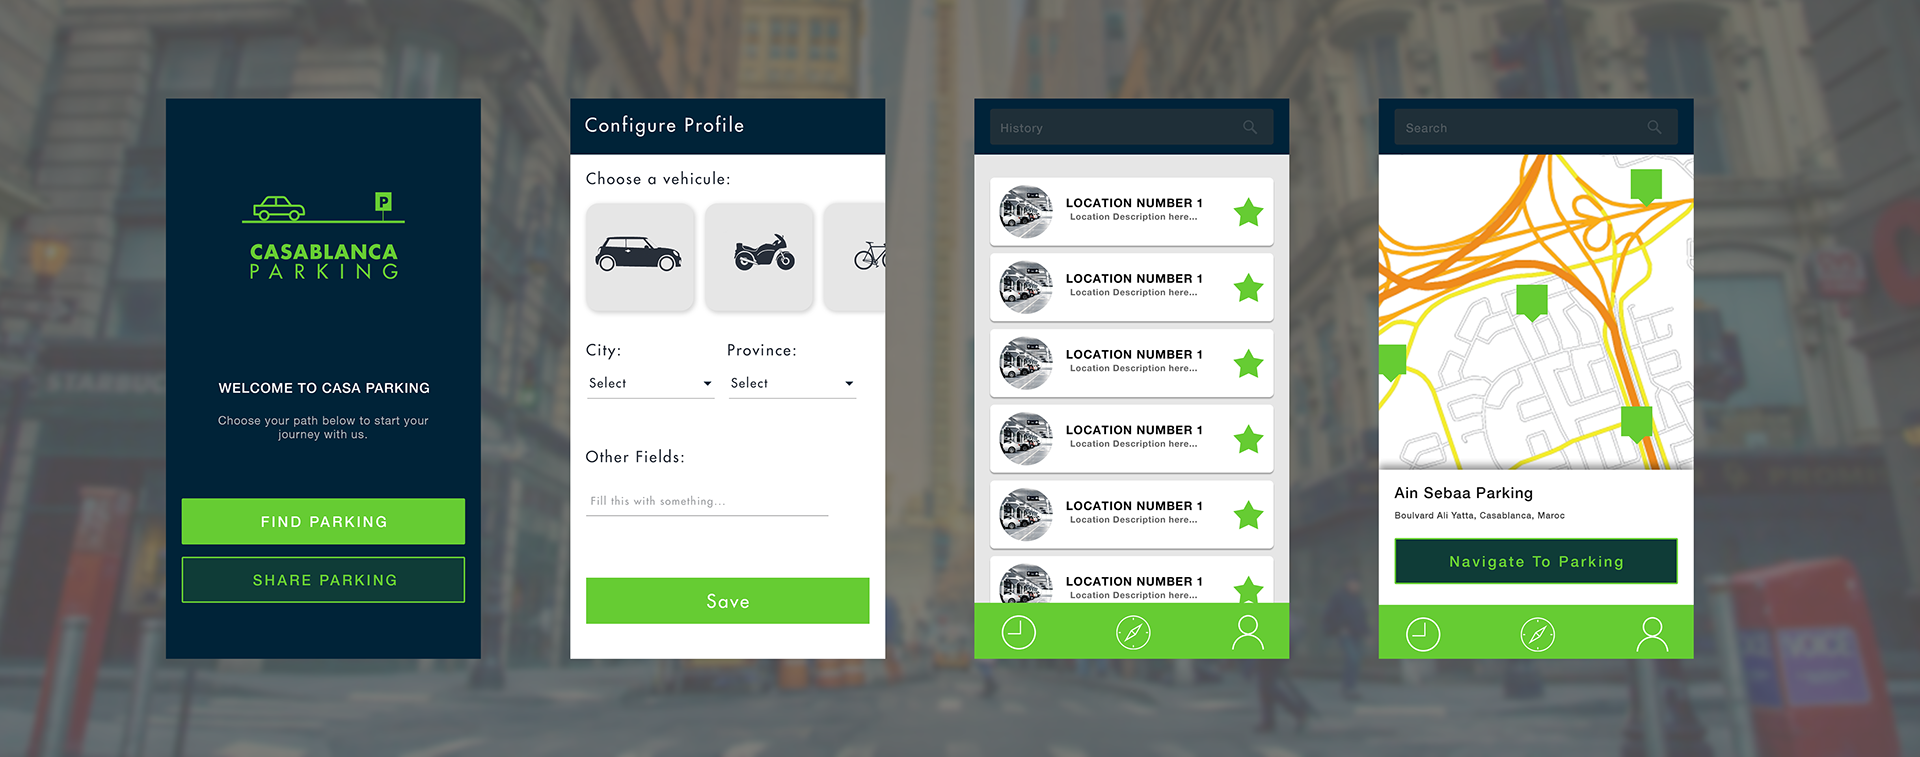 P
CASABLANCA
PARKING
WELCOME TO CASA PARKING
Choose your path below to start your
journey with us.
FIND PARKING
SHARE PARKING
Configure Profile
Choose a vehicule:
City:
Province:
Select
Select
Other Fields:
Fill this with something...
Save
History
LOCATION NUMBER 1
Location Description here...
LOCATION NUMBER 1
Location Description here...
LOCATION NUMBER 1
Location Description here...
LOCATION NUMBER 1
Location Description here...
LOCATION NUMBER 1
Location Description here...
LOCATION NUMBER 1
Location Description here...
Search
Ain Sebaa Parking
Boulvard Ali Yatta, Casablanca, Maroc
Navigate To Parking
VOICE